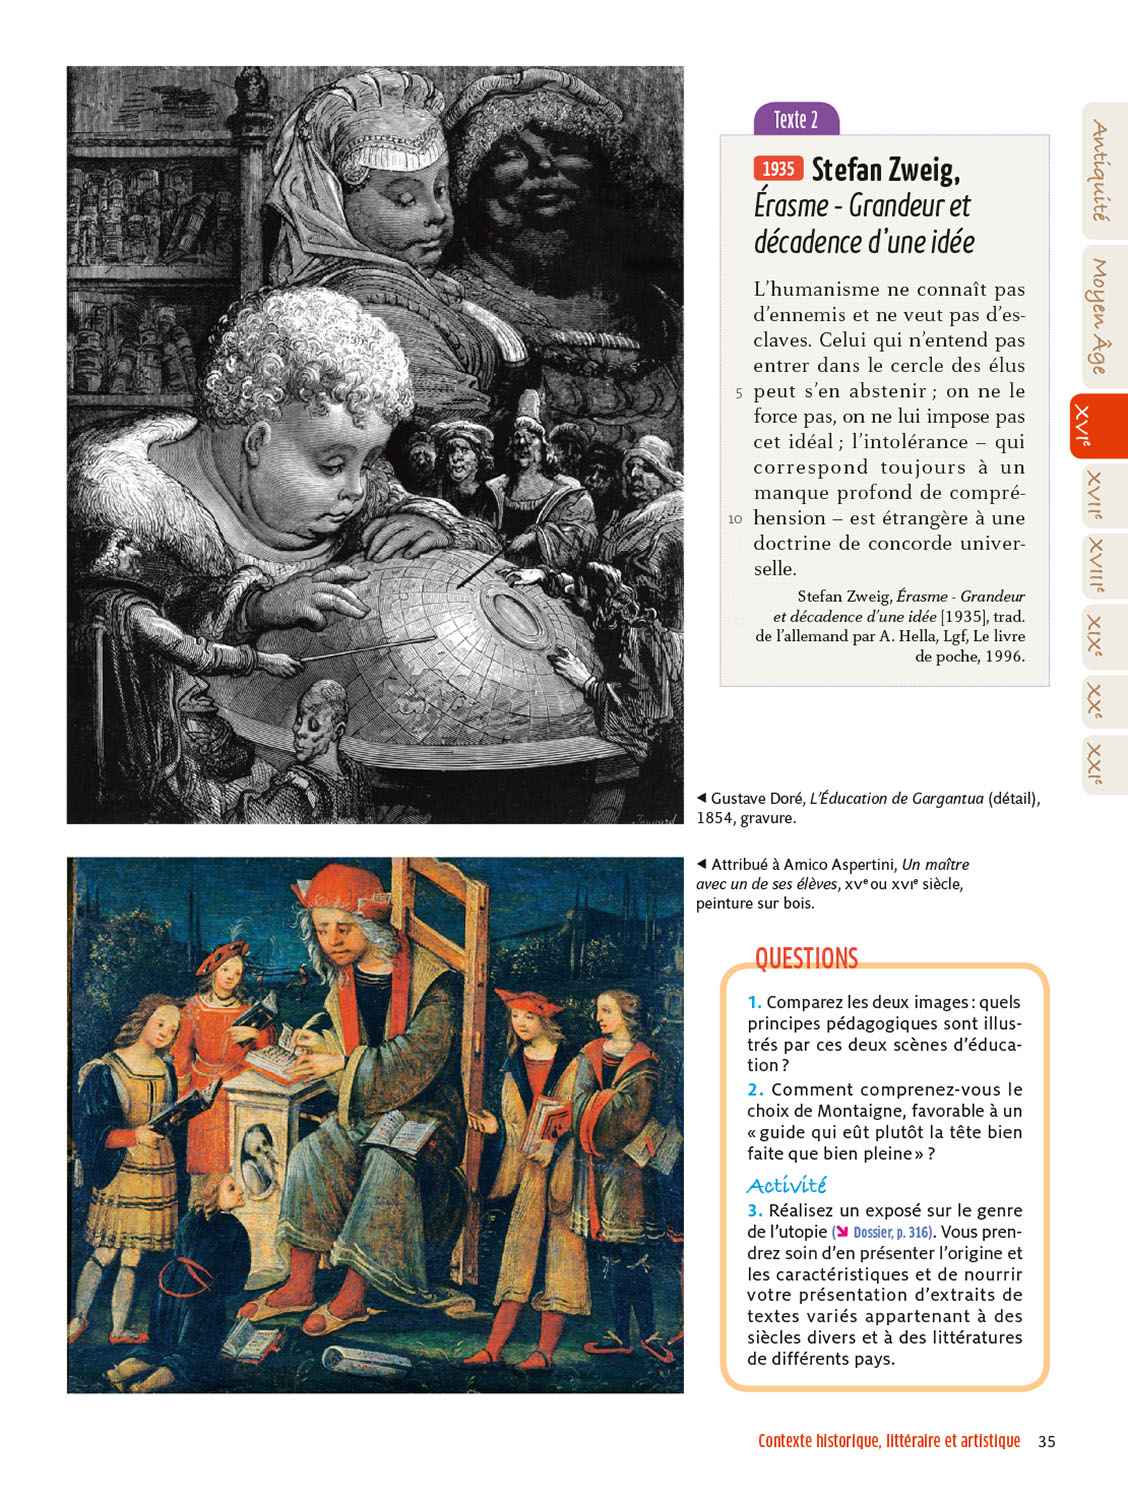 Texte 2
1935 Stefan Zweig,
Érasme - Grandeur et
décadence d’une idée
L’humanisme ne connaît pas
d’ennemis et ne veut pas d’es-
claves. Celui qui n’entend pas
entrer dans le cercle des élus
5 peut s’en abstenir ; on ne le
force pas, on ne lui impose pas
cet idéal ; l’intolérance – qui
correspond toujours à un
manque profond de compré-
10 hension – est étrangère à une
doctrine de concorde univer-
selle.
Stefan Zweig, Érasme - Grandeur
et décadence d’une idée [1935], trad.
de l’allemand par A. Hella, Lgf, Le livre
de poche, 1996.
◄ Gustave Doré, L’Éducation de Gargantua (détail),
1854, gravure.
◄ Attribué à Amico Aspertini, Un maître
avec un de ses élèves, XVe ou XVIe siècle,
peinture sur bois.
QUESTIONS
1. Comparez les deux images : quels
principes pédagogiques sont illus-
trés par ces deux scènes d’éduca-
tion ?
2. Comment comprenez-vous le
choix de Montaigne, favorable à un
« guide qui eût plutôt la tête bien
faite que bien pleine » ?
Activité
3. Réalisez un exposé sur le genre
de l’utopie (➘ Dossier, p. 316). Vous pren-
drez soin d’en présenter l’origine et
les caractéristiques et de nourrir
votre présentation d’extraits de
textes variés appartenant à des
siècles divers et à des littératures
de différents pays.
Antiquité
Moyen Âge
XVIe
XVIIe
XVIIIe
XIXe
XXe
XXIe
Contexte historique, littéraire et artistique 35